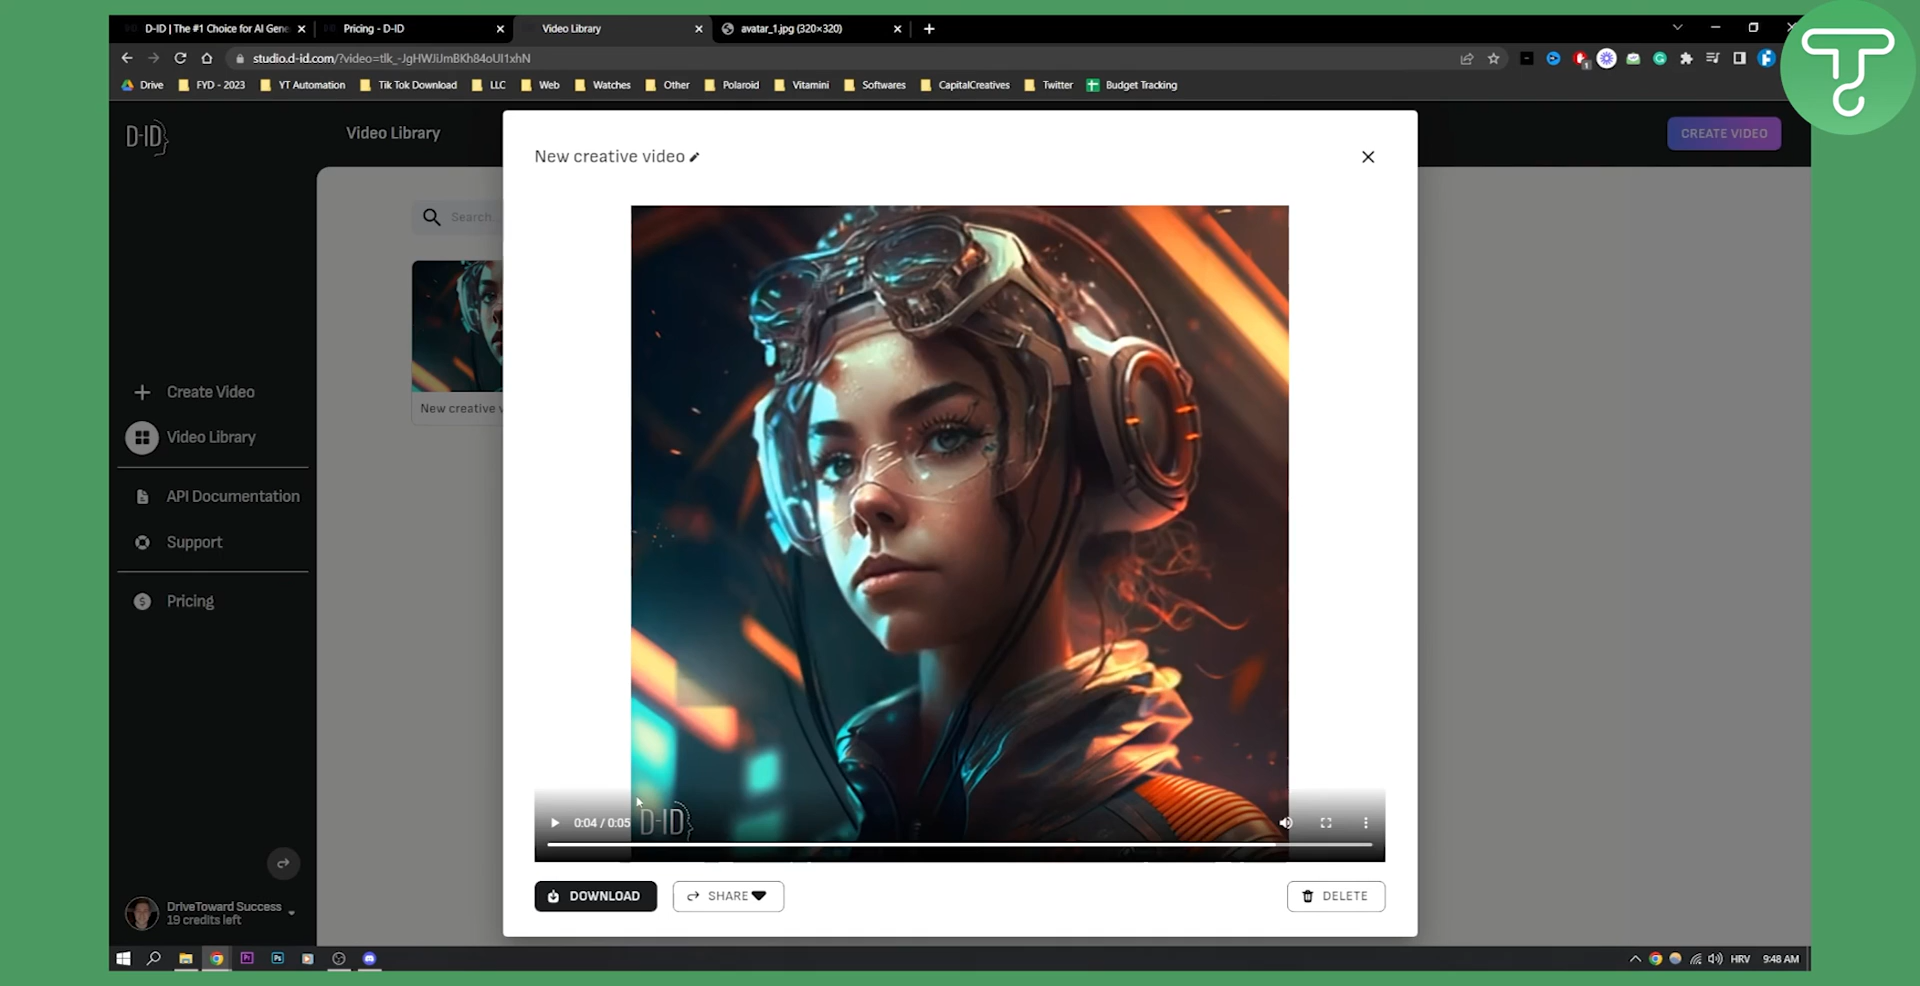 D-ID | The #1 Choice for AI Gene
Pricing - D-ID
Video Library
avatar_1.jpg (320×320)
studio.d-id.com/?video=tlk_-JgHWJiJmBKh84oUI1xhN
Drive
FYD - 2023
YT Automation
Tik Tok Download
LLC
Web
Watches
Other
Polaroid
Vitamini
Softwares
CapitalCreatives
Twitter
Budget Tracking
D-ID
Video Library
CREATE VIDEO
New creative video
Search...
New creative v
Create Video
Video Library
API Documentation
Support
Pricing
0:04 / 0:05
D-ID
DOWNLOAD
SHARE
DELETE
DriveToward Success
19 credits left
Pr
Ps
HRV
9:48 AM